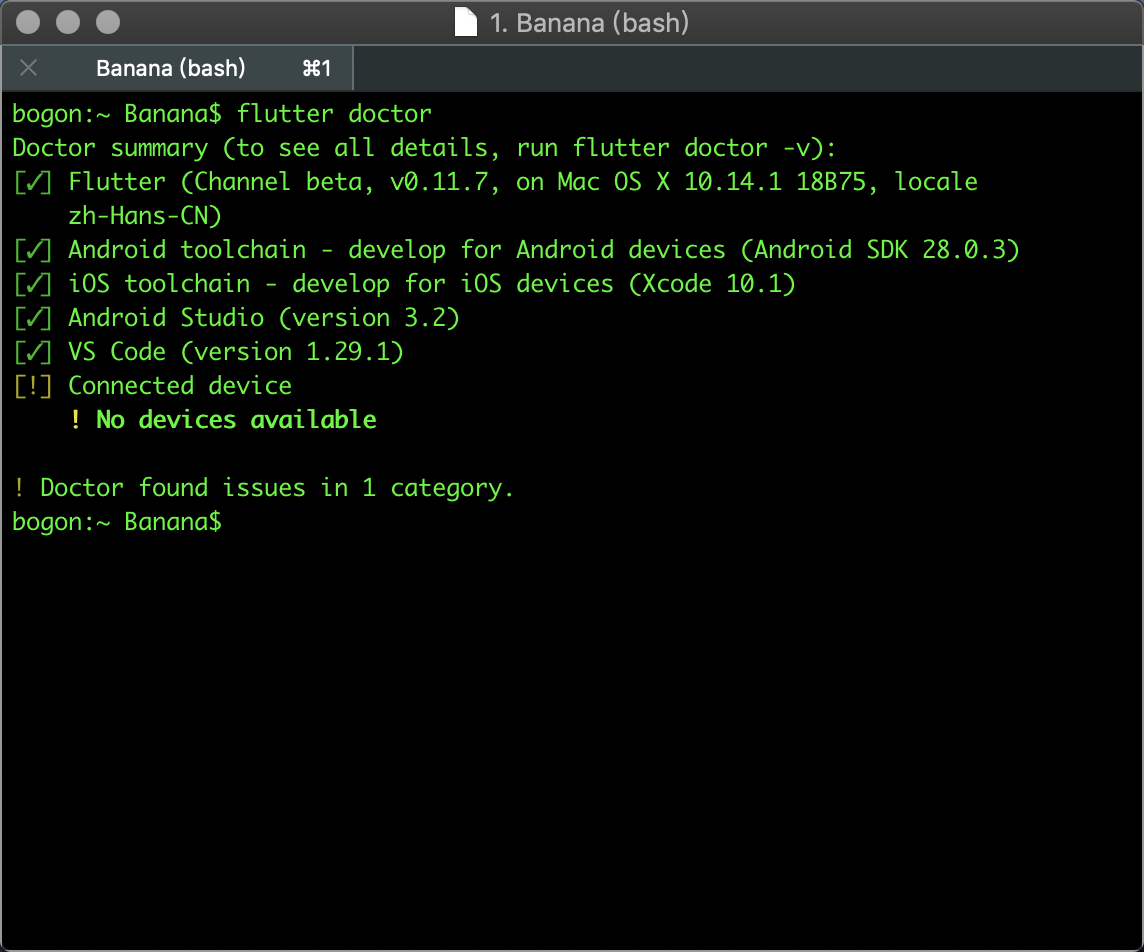 1. Banana (bash)
Banana (bash) ⌘1
bogon:~ Banana$ flutter doctor
Doctor summary (to see all details, run flutter doctor -v):
[✓] Flutter (Channel beta, v0.11.7, on Mac OS X 10.14.1 18B75, locale
zh-Hans-CN)
[✓] Android toolchain - develop for Android devices (Android SDK 28.0.3)
[✓] iOS toolchain - develop for iOS devices (Xcode 10.1)
[✓] Android Studio (version 3.2)
[✓] VS Code (version 1.29.1)
[!] Connected device
! No devices available
! Doctor found issues in 1 category.
bogon:~ Banana$